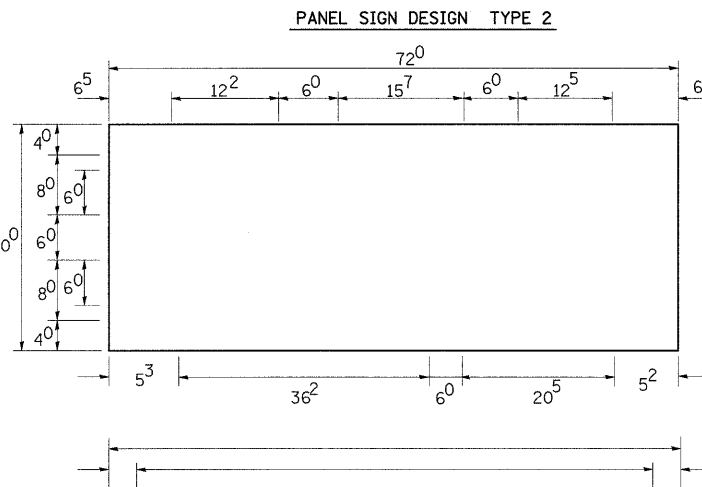 PANEL SIGN DESIGN TYPE 2
72⁰
6⁵ 12² 6⁰ 15⁷ 6⁰ 12⁵ 6
4⁰
8⁰ 6⁰
0⁰ 6⁰
8⁰ 6⁰
4⁰
5³ 36² 6⁰ 20⁵ 5²